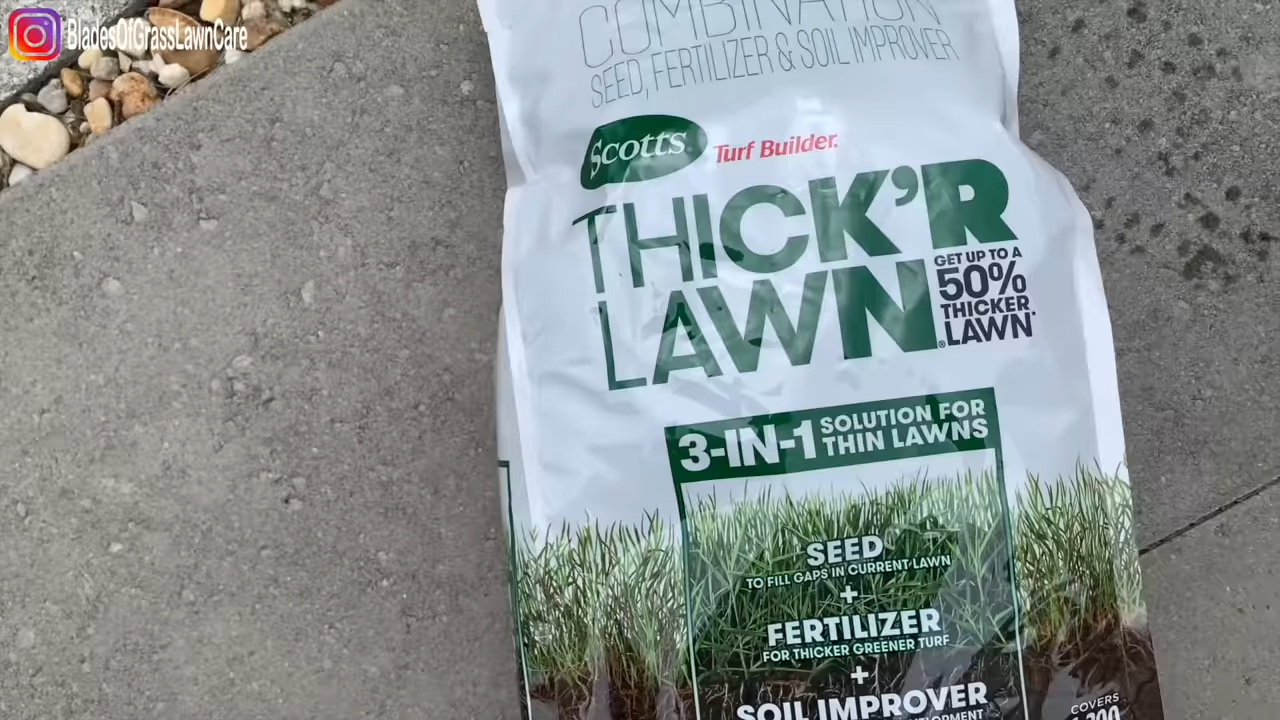 BladesOfGrassLawnCare
COMBINATION
SEED, FERTILIZER & SOIL IMPROVER
Scotts Turf Builder.
THICK'R
LAWN®
GET UP TO A
50%
THICKER
LAWN*
3-IN-1 SOLUTION FOR
THIN LAWNS
SEED
TO FILL GAPS IN CURRENT LAWN
+
FERTILIZER
FOR THICKER GREENER TURF
+
SOIL IMPROVER
COVERS